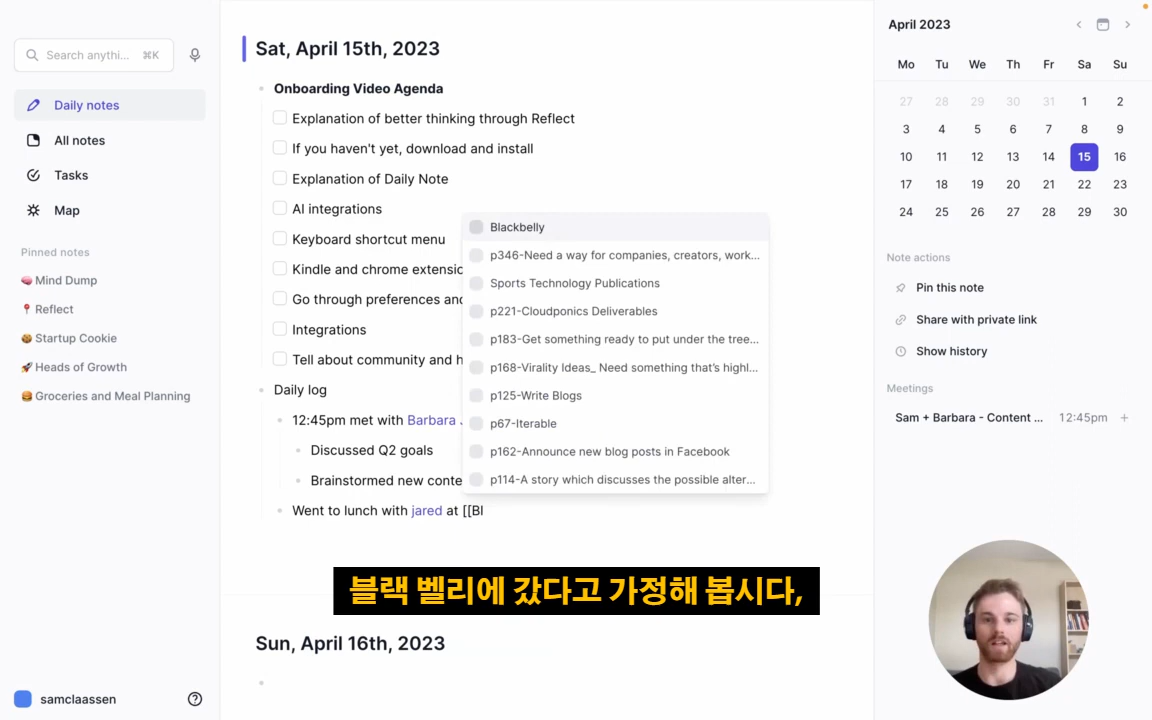 Search anythi... ⌘K
Daily notes
All notes
Tasks
Map
Pinned notes
🧠 Mind Dump
📍 Reflect
🍪 Startup Cookie
🚀 Heads of Growth
🍔 Groceries and Meal Planning
samclaassen
Sat, April 15th, 2023
Onboarding Video Agenda
Explanation of better thinking through Reflect
If you haven't yet, download and install
Explanation of Daily Note
AI integrations
Keyboard shortcut menu
Kindle and chrome extensio
Go through preferences and
Integrations
Tell about community and h
Daily log
12:45pm met with Barbara
Discussed Q2 goals
Brainstormed new conte
Went to lunch with jared at [[Bl
Blackbelly
p346-Need a way for companies, creators, work...
Sports Technology Publications
p221-Cloudponics Deliverables
p183-Get something ready to put under the tree...
p168-Virality Ideas_ Need something that's highl...
p125-Write Blogs
p67-Iterable
p162-Announce new blog posts in Facebook
p114-A story which discusses the possible alter...
블랙 벨리에 갔다고 가정해 봅시다,
Sun, April 16th, 2023
April 2023
Mo Tu We Th Fr Sa Su
27 28 29 30 31 1 2
3 4 5 6 7 8 9
10 11 12 13 14 15 16
17 18 19 20 21 22 23
24 25 26 27 28 29 30
Note actions
Pin this note
Share with private link
Show history
Meetings
Sam + Barbara - Content ... 12:45pm +